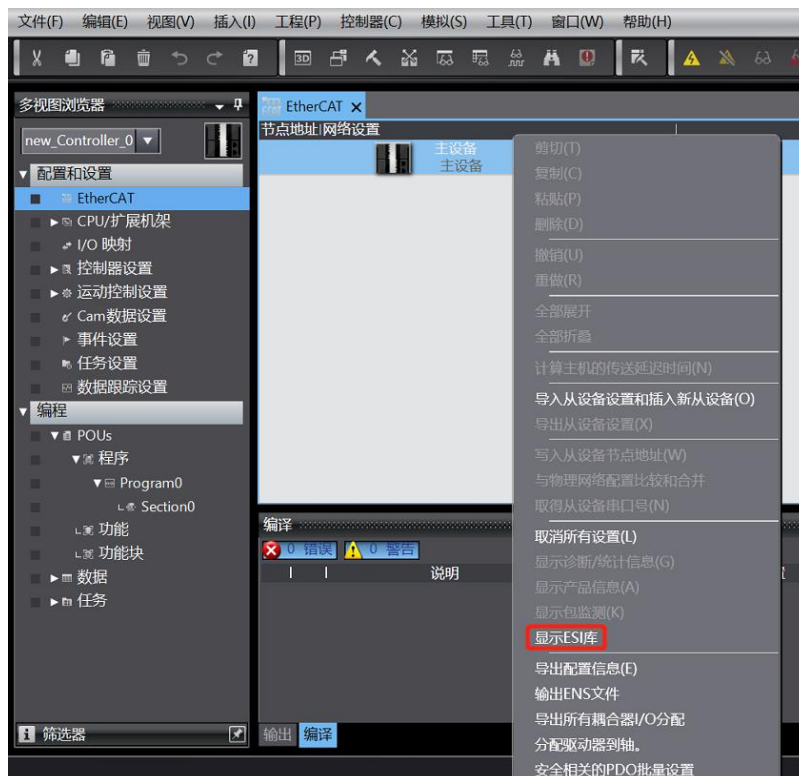 文件(F) 编辑(E) 视图(V) 插入(I) 工程(P) 控制器(C) 模拟(S) 工具(T) 窗口(W) 帮助(H)
3D
多视图浏览器
new_Controller_0
配置和设置
EtherCAT
CPU/扩展机架
I/O 映射
控制器设置
运动控制设置
Cam数据设置
事件设置
任务设置
数据跟踪设置
编程
POUs
程序
Program0
Section0
功能
功能块
数据
任务
筛选器
EtherCAT
节点地址|网络设置
主设备
主设备
剪切(T)
复制(C)
粘贴(P)
删除(D)
撤销(U)
重做(R)
全部展开
全部折叠
计算主机的传送延迟时间(N)
导入从设备设置和插入新从设备(O)
导出从设备设置(X)
写入从设备节点地址(W)
与物理网络配置比较和合并
取得从设备串口号(N)
取消所有设置(L)
显示诊断/统计信息(G)
显示产品信息(A)
显示包监测(K)
显示ESI库
导出配置信息(E)
输出ENS文件
导出所有耦合器I/O分配
分配驱动器到轴。
安全相关的PDO批量设置
编译
0 错误 0 警告
说明
输出 编译